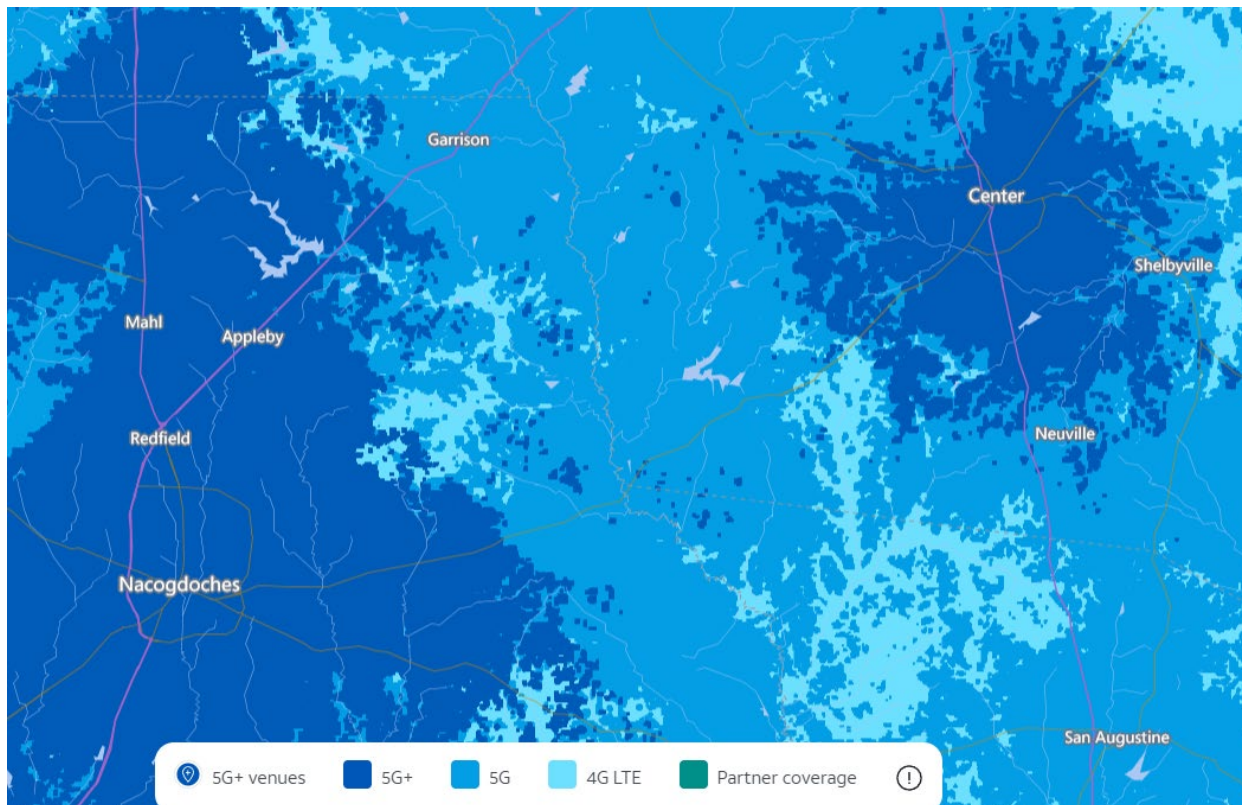 Garrison
Center
Shelbyville
Mahl
Appleby
Redfield
Neuville
Nacogdoches
San Augustine
5G+ venues 5G+ 5G 4G LTE Partner coverage